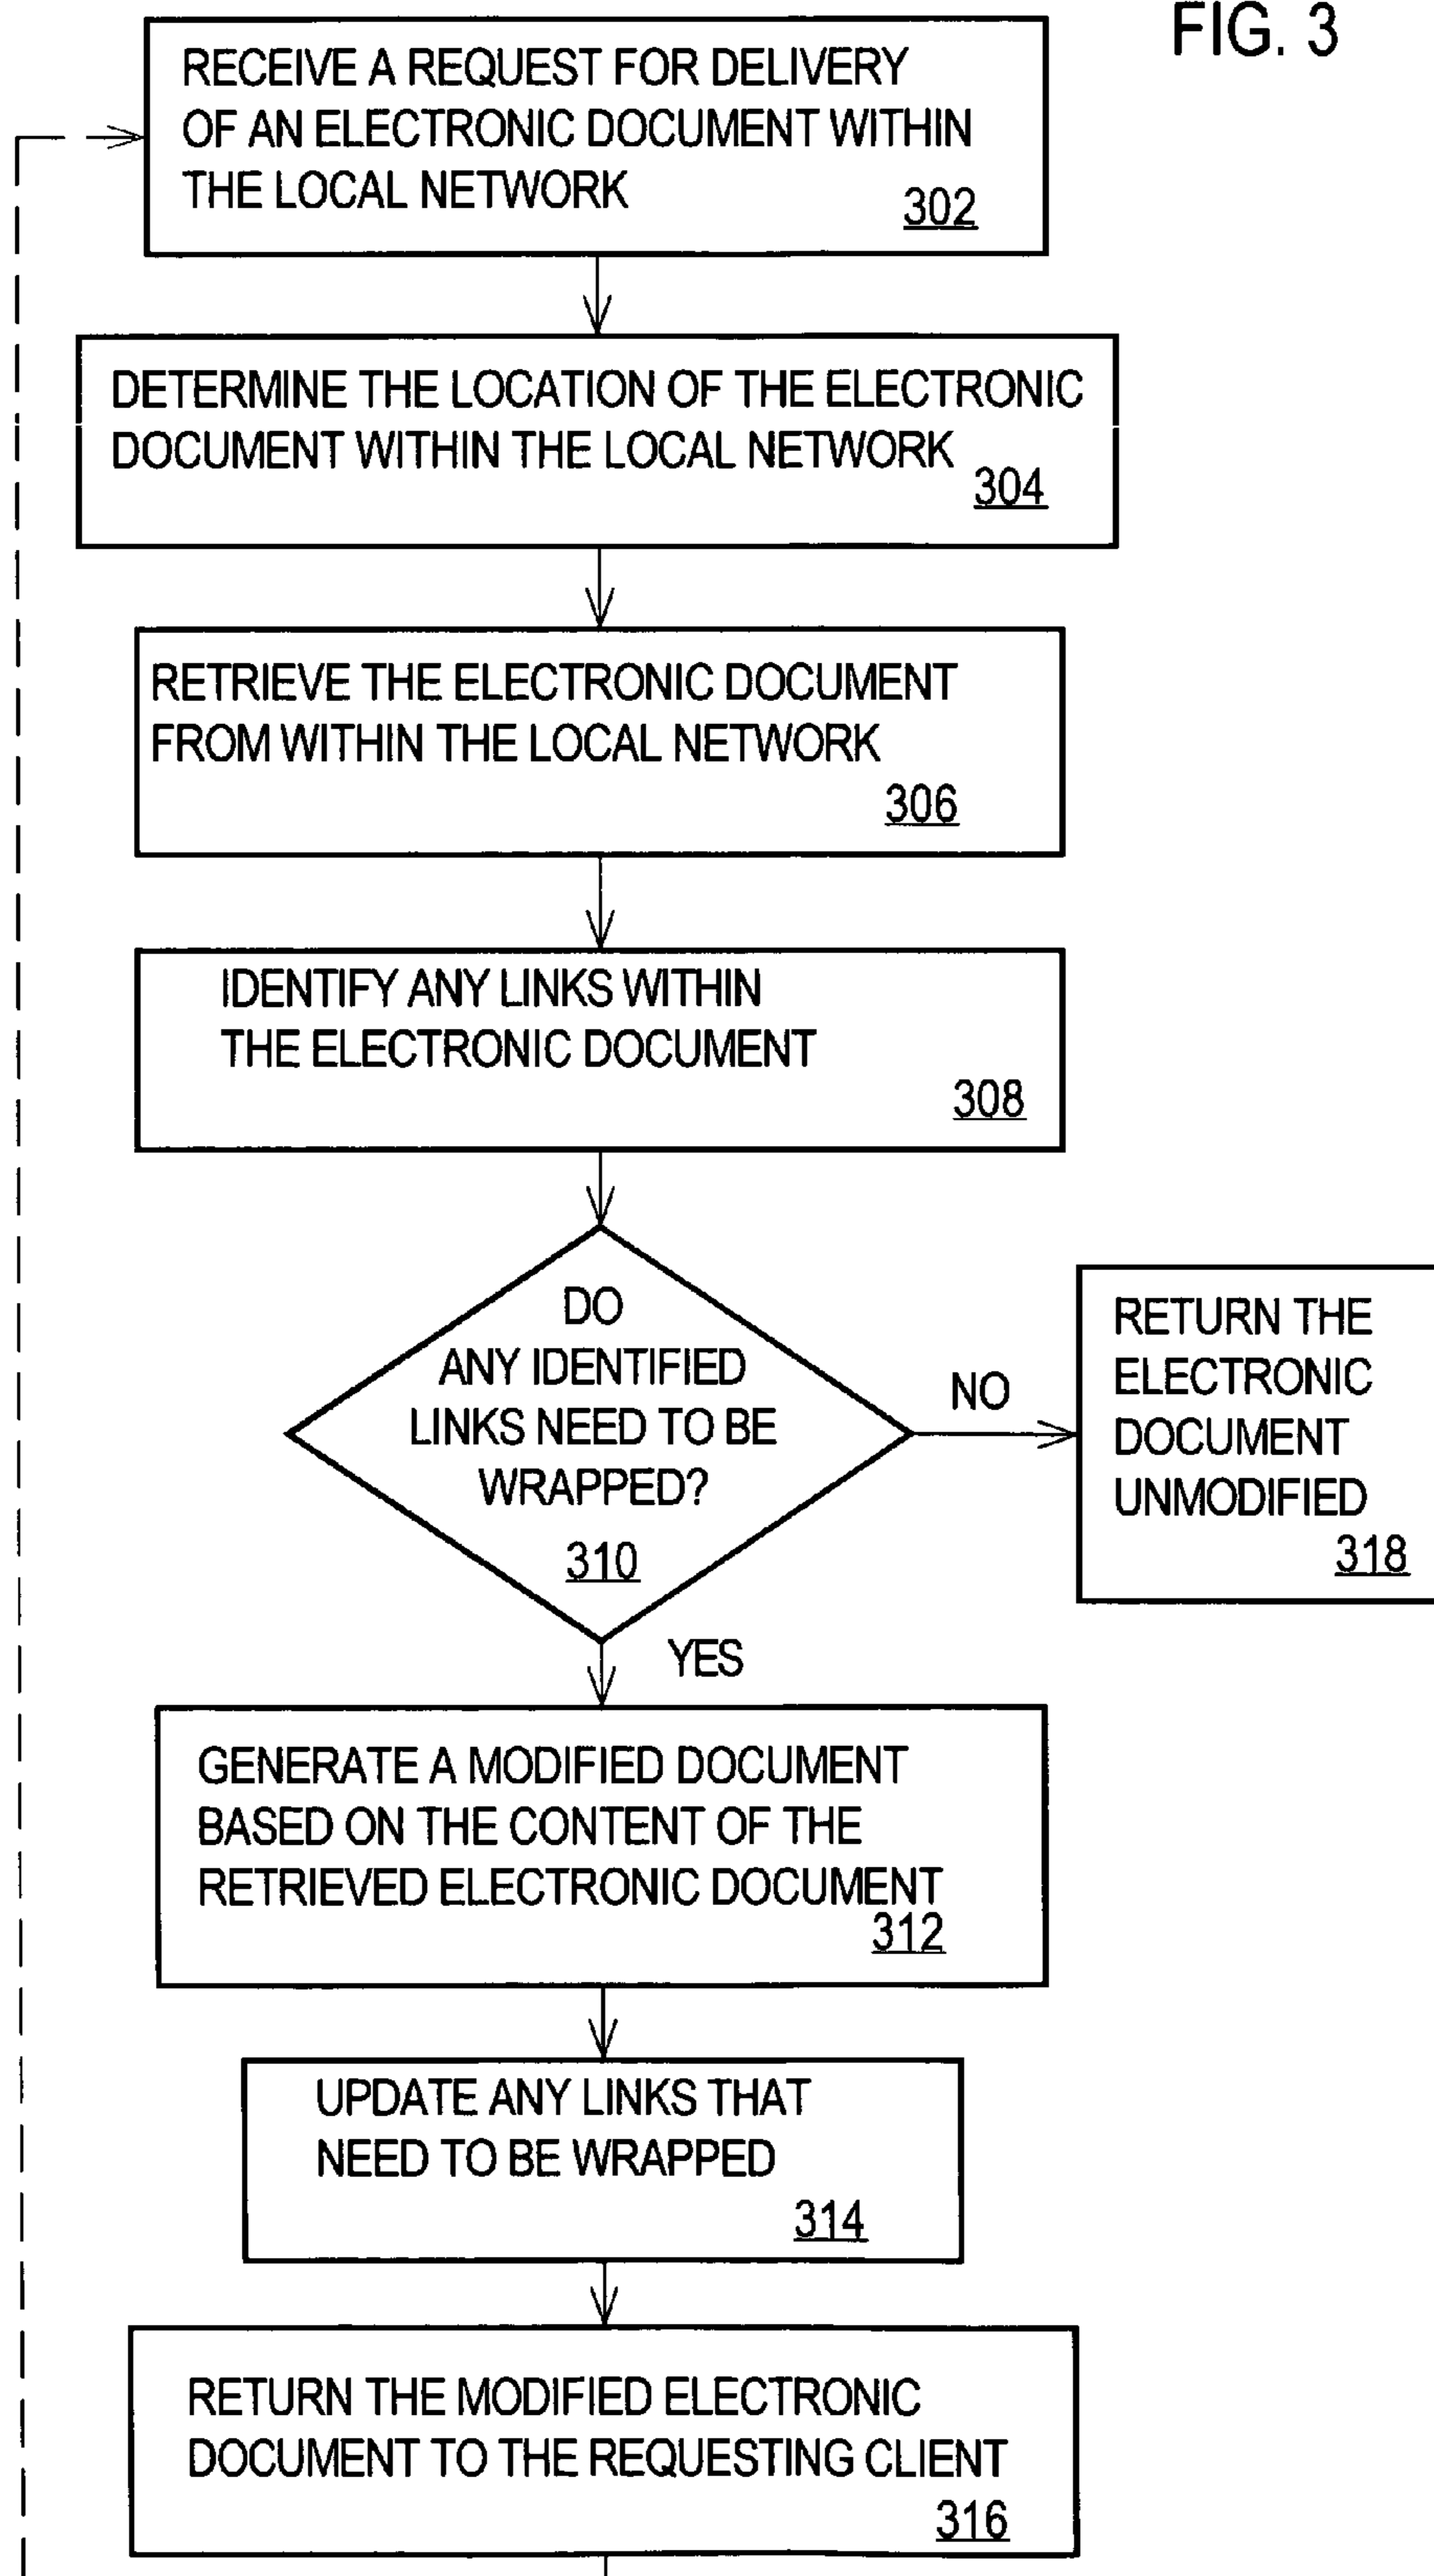 FIG. 3
RECEIVE A REQUEST FOR DELIVERY
OF AN ELECTRONIC DOCUMENT WITHIN
THE LOCAL NETWORK
302
DETERMINE THE LOCATION OF THE ELECTRONIC
DOCUMENT WITHIN THE LOCAL NETWORK
304
RETRIEVE THE ELECTRONIC DOCUMENT
FROM WITHIN THE LOCAL NETWORK
306
IDENTIFY ANY LINKS WITHIN
THE ELECTRONIC DOCUMENT
308
DO
ANY IDENTIFIED
LINKS NEED TO BE
WRAPPED?
310
NO
RETURN THE
ELECTRONIC
DOCUMENT
UNMODIFIED
318
YES
GENERATE A MODIFIED DOCUMENT
BASED ON THE CONTENT OF THE
RETRIEVED ELECTRONIC DOCUMENT
312
UPDATE ANY LINKS THAT
NEED TO BE WRAPPED
314
RETURN THE MODIFIED ELECTRONIC
DOCUMENT TO THE REQUESTING CLIENT
316